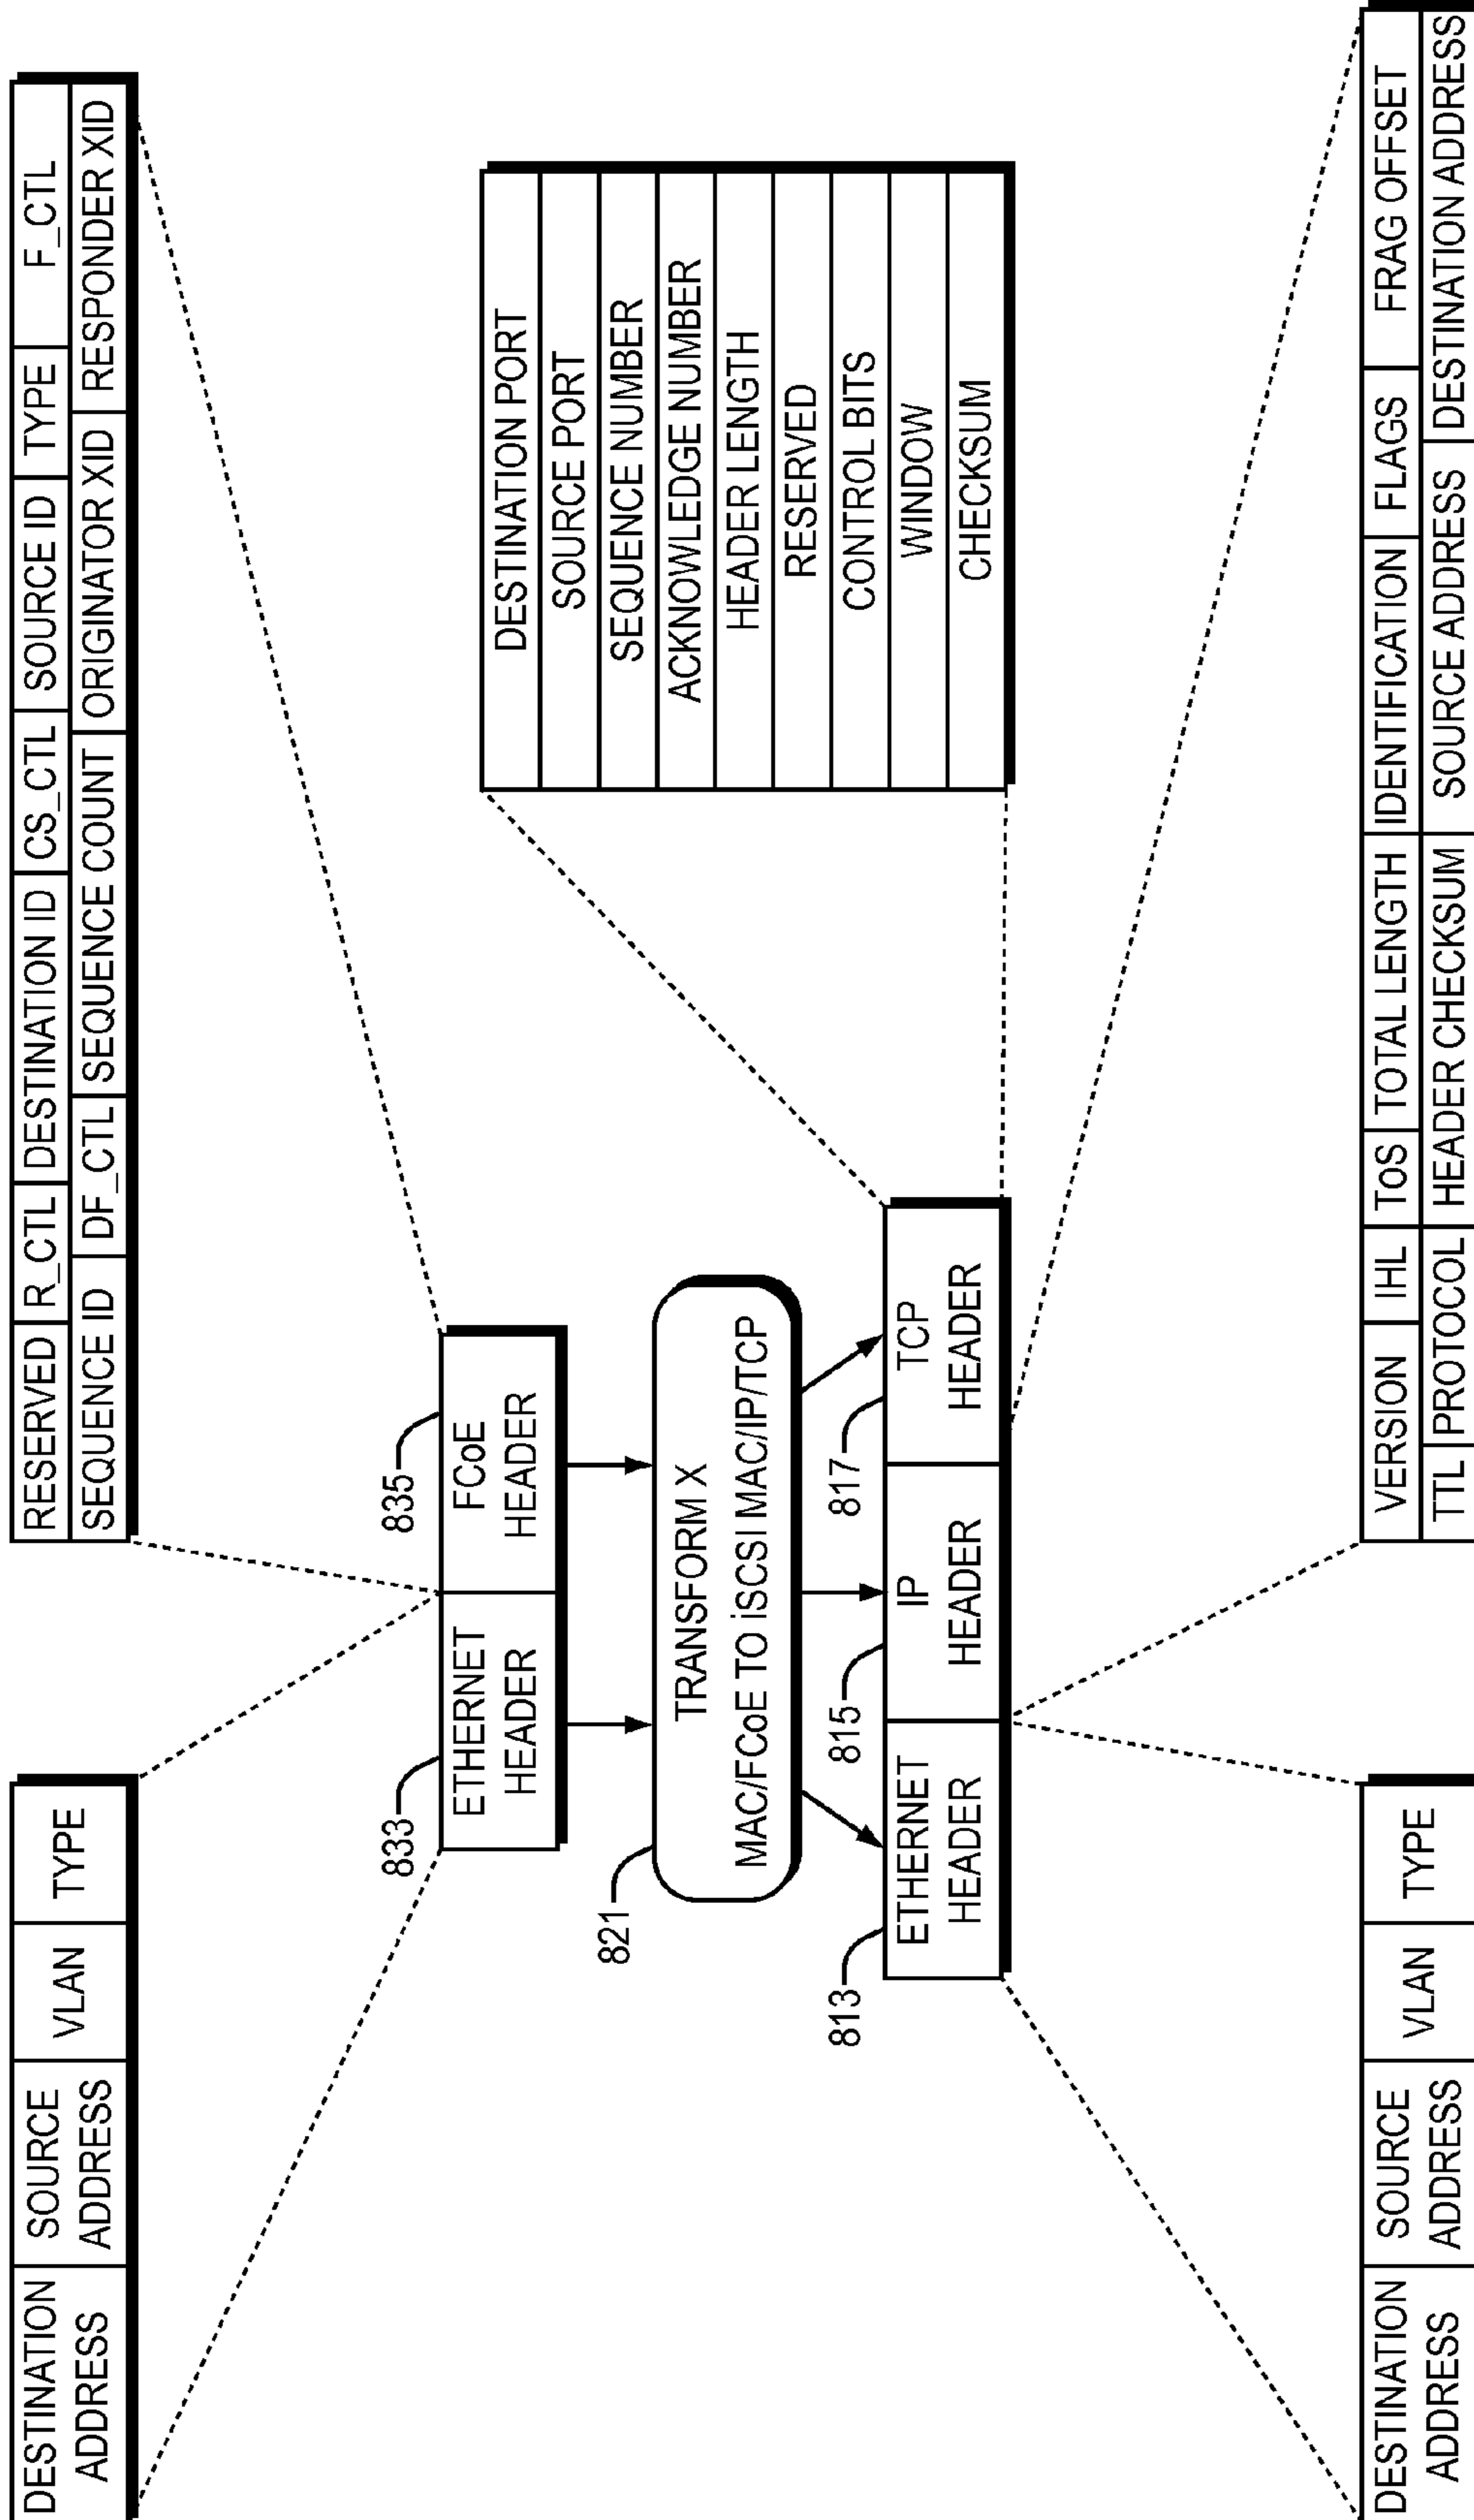 DESTINATION
ADDRESS
SOURCE
ADDRESS
VLAN
TYPE
RESERVED
R_CTL
DESTINATION ID
CS_CTL
SOURCE ID
TYPE
F_CTL
SEQUENCE ID
DF_CTL
SEQUENCE COUNT
ORIGINATOR XID
RESPONDER XID
833
835
ETHERNET
HEADER
FCoE
HEADER
821
TRANSFORM X
MAC/FCoE TO iSCSI MAC/IP/TCP
813
815
817
ETHERNET
HEADER
IP
HEADER
TCP
HEADER
DESTINATION PORT
SOURCE PORT
SEQUENCE NUMBER
ACKNOWLEDGE NUMBER
HEADER LENGTH
RESERVED
CONTROL BITS
WINDOW
CHECKSUM
DESTINATION
ADDRESS
SOURCE
ADDRESS
VLAN
TYPE
VERSION
IHL
TOS
TOTAL LENGTH
IDENTIFICATION
FLAGS
FRAG OFFSET
TTL
PROTOCOL
HEADER CHECKSUM
SOURCE ADDRESS
DESTINATION ADDRESS